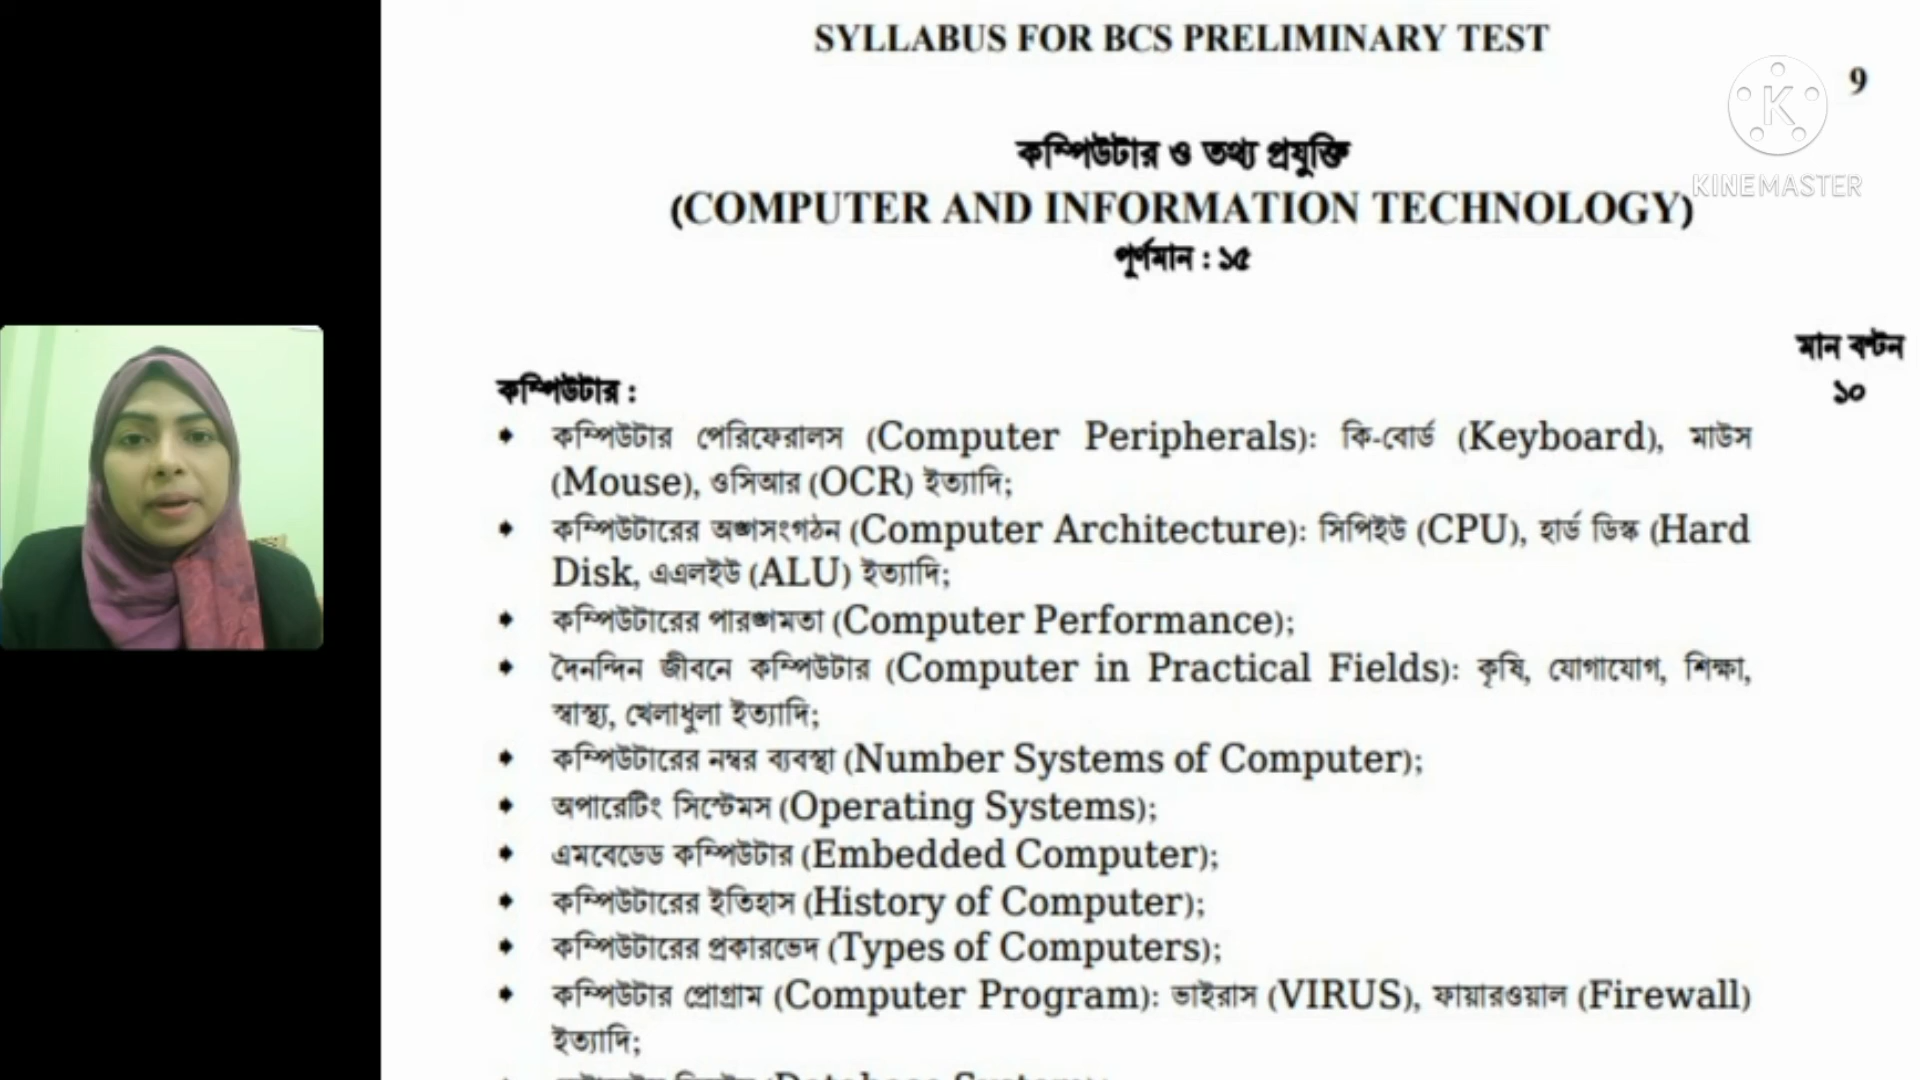 SYLLABUS FOR BCS PRELIMINARY TEST
9
K
KINEMASTER
কম্পিউটার ও তথ্য প্রযুক্তি
(COMPUTER AND INFORMATION TECHNOLOGY)
পূর্ণমান : ১৫
মান বণ্টন
কম্পিউটার :
১০
কম্পিউটার পেরিফেরালস (Computer Peripherals): কি-বোর্ড (Keyboard), মাউস
(Mouse), ওসিআর (OCR) ইত্যাদি;
কম্পিউটারের অঙ্গসংগঠন (Computer Architecture): সিপিইউ (CPU), হার্ড ডিস্ক (Hard
Disk, এএলইউ (ALU) ইত্যাদি;
কম্পিউটারের পারঙ্গমতা (Computer Performance);
দৈনন্দিন জীবনে কম্পিউটার (Computer in Practical Fields): কৃষি, যোগাযোগ, শিক্ষা,
স্বাস্থ্য, খেলাধুলা ইত্যাদি;
কম্পিউটারের নম্বর ব্যবস্থা (Number Systems of Computer);
অপারেটিং সিস্টেমস (Operating Systems);
এমবেডেড কম্পিউটার (Embedded Computer);
কম্পিউটারের ইতিহাস (History of Computer);
কম্পিউটারের প্রকারভেদ (Types of Computers);
কম্পিউটার প্রোগ্রাম (Computer Program): ভাইরাস (VIRUS), ফায়ারওয়াল (Firewall)
ইত্যাদি;